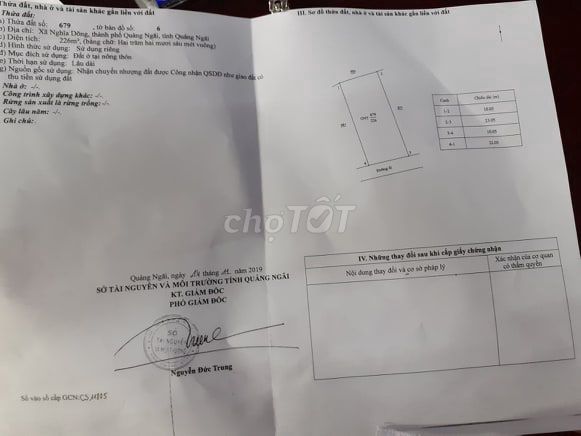 Thửa đất, nhà ở và tài sản khác gắn liền với đất
Thửa đất:
a) Thửa đất số: 679 , tờ bản đồ số: 6
b) Địa chỉ: Xã Nghĩa Dõng, thành phố Quảng Ngãi, tỉnh Quảng Ngãi
c) Diện tích: 226m², (bằng chữ: Hai trăm hai mươi sáu mét vuông)
d) Hình thức sử dụng: Sử dụng riêng
đ) Mục đích sử dụng: Đất ở tại nông thôn
e) Thời hạn sử dụng: Lâu dài
g) Nguồn gốc sử dụng: Nhận chuyển nhượng đất được Công nhận QSDĐ như giao đất có
thu tiền sử dụng đất
Nhà ở: -/-
Công trình xây dựng khác: -/-
Rừng sản xuất là rừng trồng: -/-
Cây lâu năm: -/-
Ghi chú:
Quảng Ngãi, ngày tháng năm 2019
SỞ TÀI NGUYÊN VÀ MÔI TRƯỜNG TỈNH QUẢNG NGÃI
KT. GIÁM ĐỐC
PHÓ GIÁM ĐỐC
SỞ
TÀI NGUYÊN
Nguyễn Đức Trung
Số vào sổ cấp GCN: CS
III. Sơ đồ thửa đất, nhà ở và tài sản khác gắn liền với đất
ONT 679
226
Đường đi
Cạnh Chiều dài (m)
1-2 10.05
2-3
3-4 10.05
4-1
IV. Những thay đổi sau khi cấp giấy chứng nhận
Nội dung thay đổi và cơ sở pháp lý
Xác nhận của cơ quan
có thẩm quyền
chợTỐT